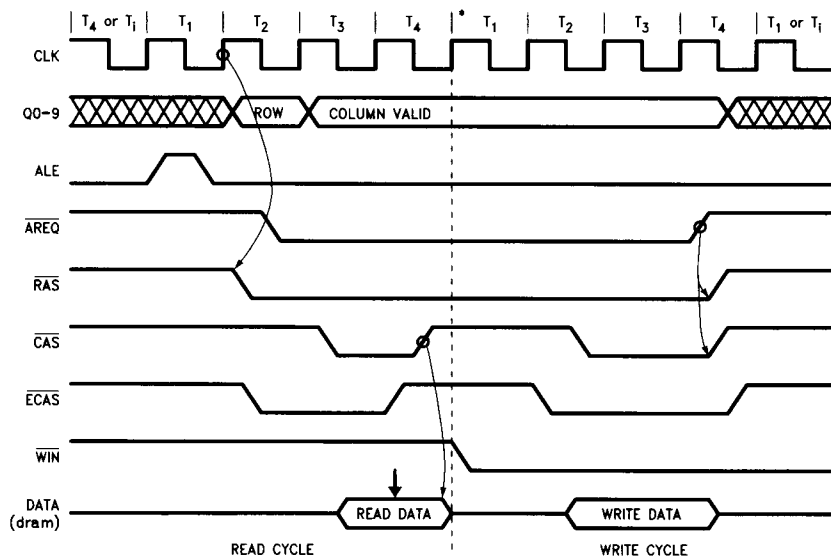 T4 or Ti T1 T2 T3 T4 * T1 T2 T3 T4 T1 or Ti
CLK
Q0-9 ROW COLUMN VALID
ALE
AREQ
RAS
CAS
ECAS
WIN
DATA READ DATA WRITE DATA
(dram)
READ CYCLE WRITE CYCLE